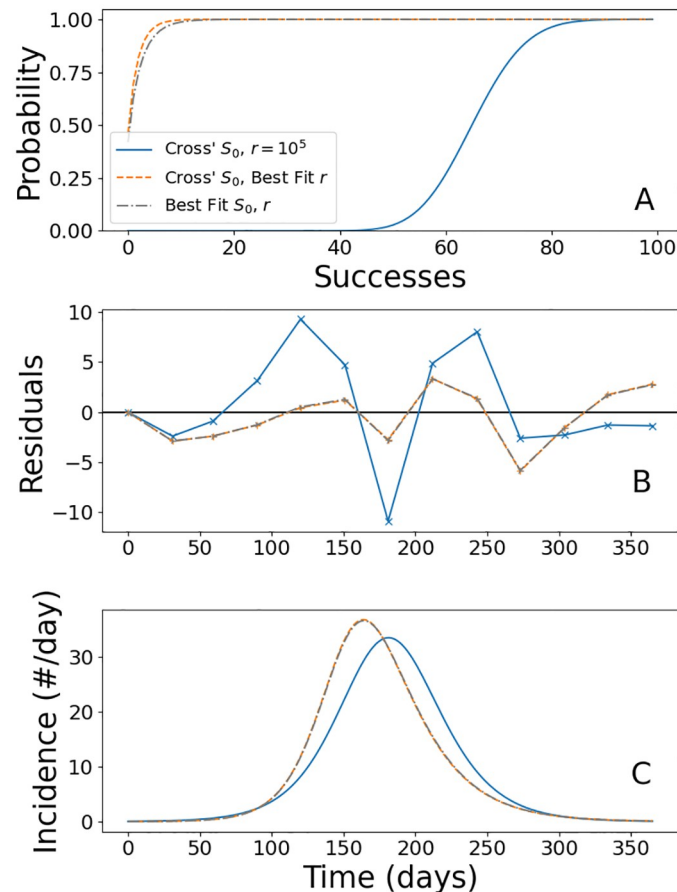 1.00
0.75
0.50
0.25
0.00
Probability
Cross' S₀, r = 10⁵
Cross' S₀, Best Fit r
Best Fit S₀, r
A
0 20 40 60 80 100
Successes
10
5
0
−5
−10
Residuals
B
0 50 100 150 200 250 300 350
30
20
10
0
Incidence (#/day)
C
0 50 100 150 200 250 300 350
Time (days)